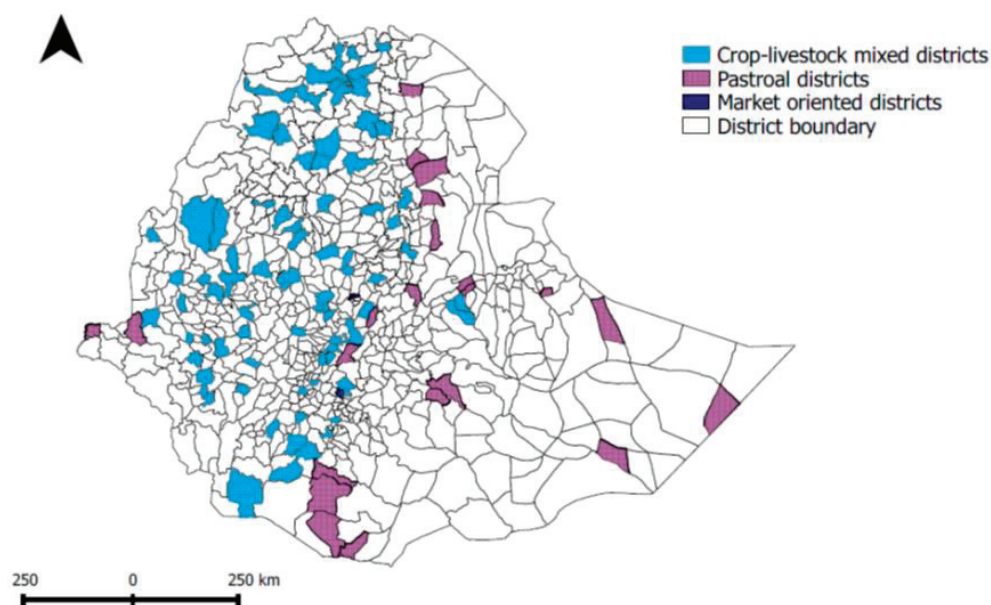 Crop-livestock mixed districts
Pastroal districts
Market oriented districts
District boundary
250 0 250 km